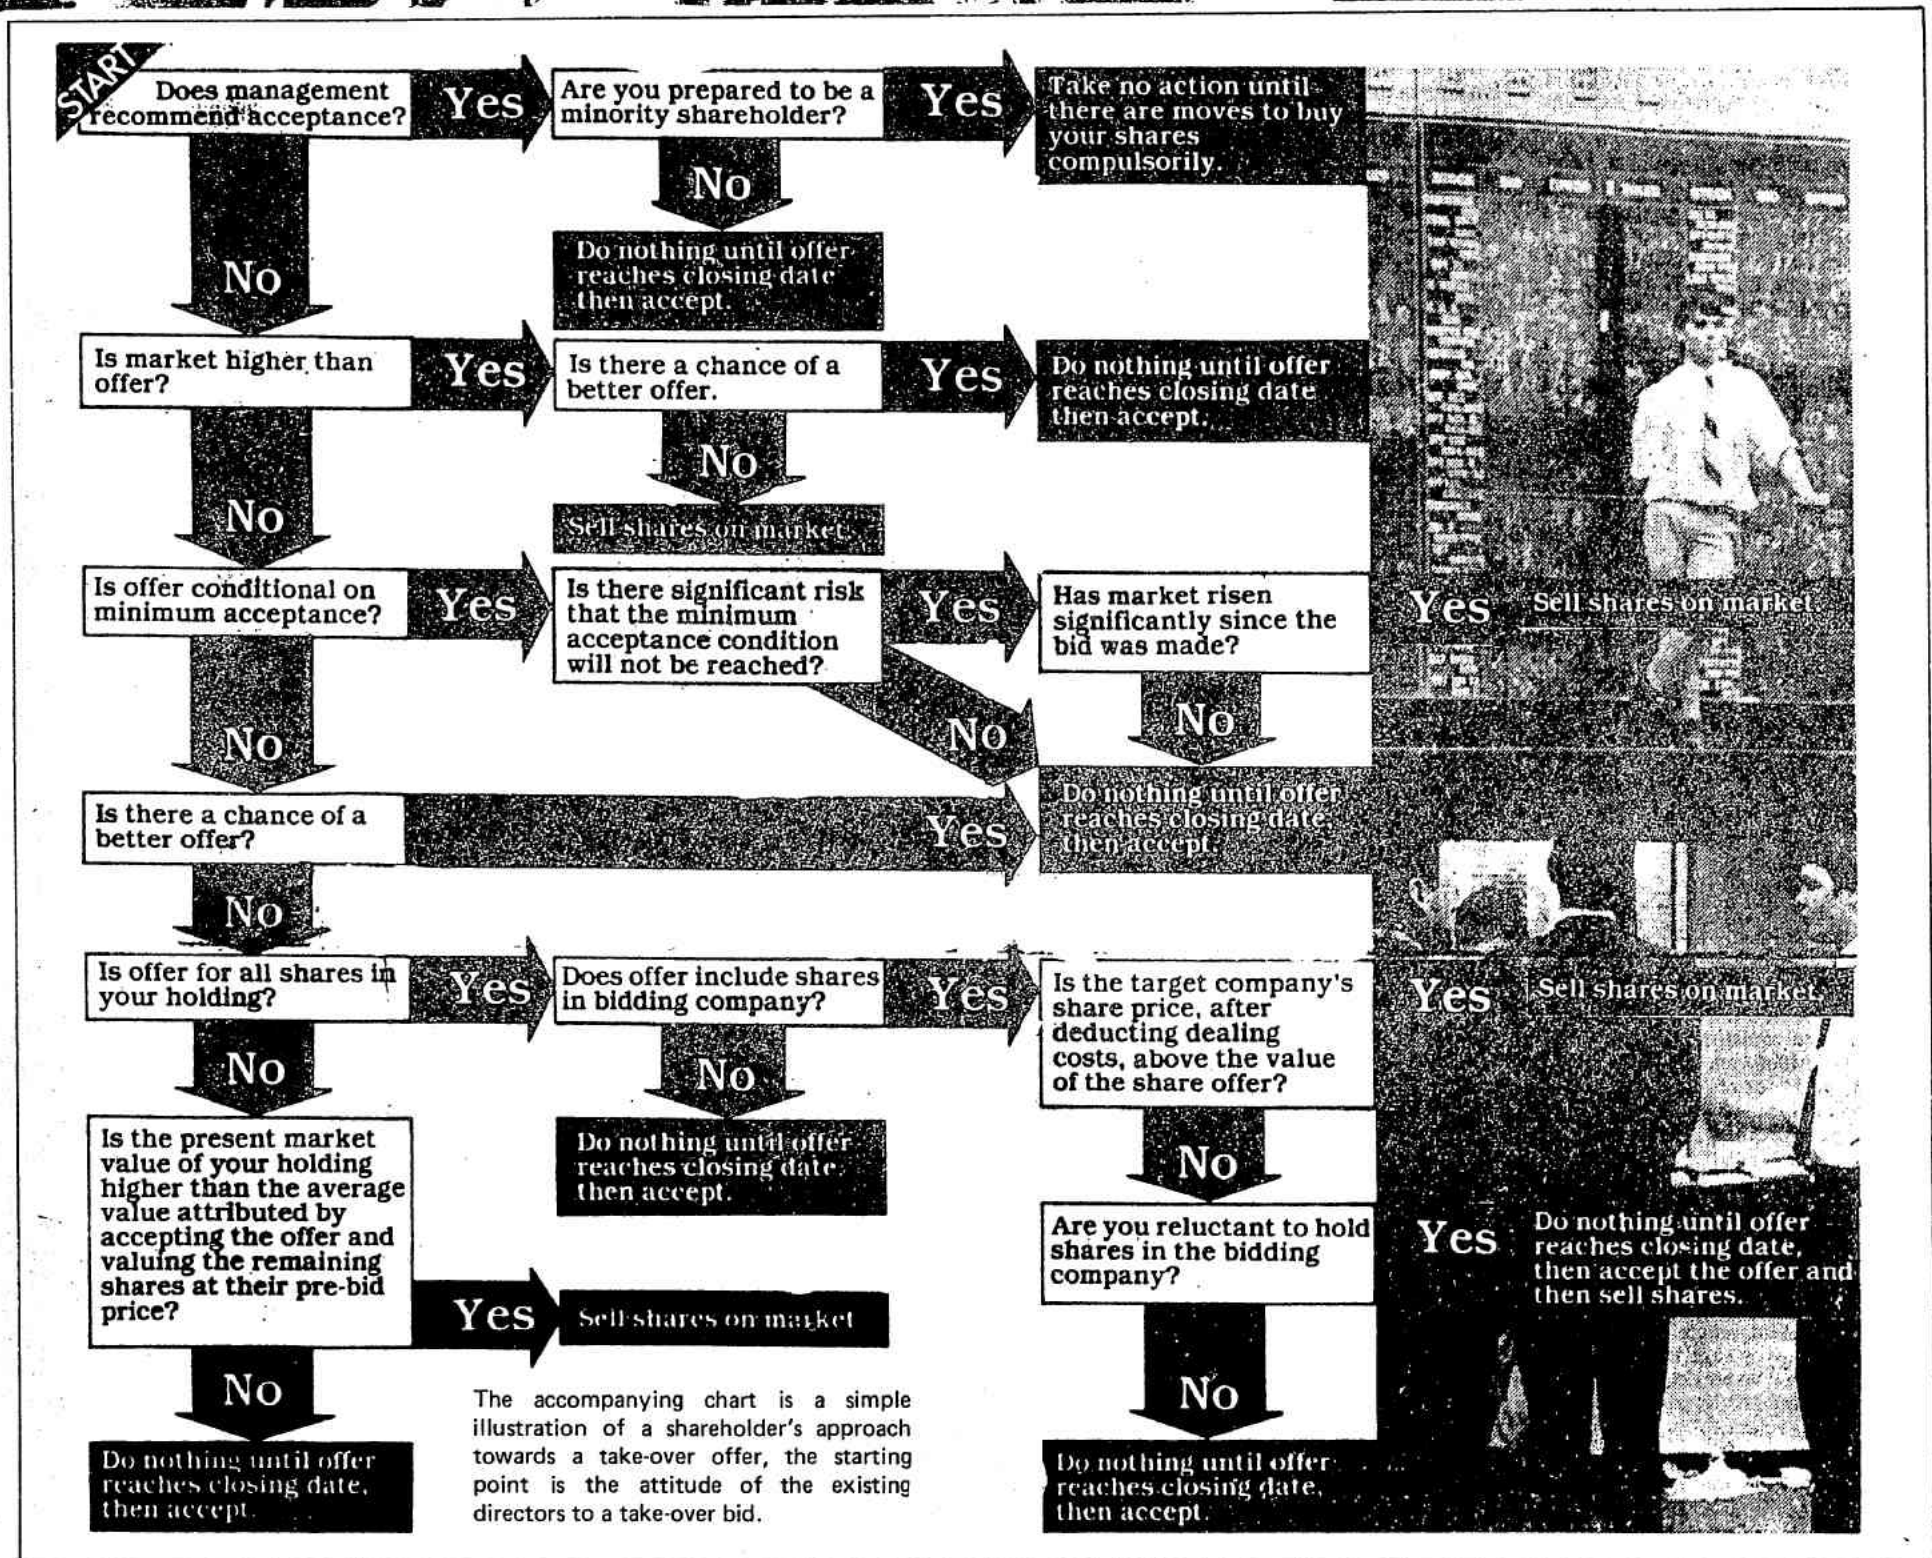 START
Does management
recommend acceptance?
Yes
Are you prepared to be a
minority shareholder?
Yes
Take no action until
there are moves to buy
your shares
compulsorily.
No
No
Do nothing until offer
reaches closing date
then accept.
Is market higher than
offer?
Yes
Is there a chance of a
better offer.
Yes
Do nothing until offer
reaches closing date
then accept.
No
No
Sell shares on market.
Is offer conditional on
minimum acceptance?
Yes
Is there significant risk
that the minimum
acceptance condition
will not be reached?
Yes
Has market risen
significantly since the
bid was made?
Yes
Sell shares on market.
No
No
No
Do nothing until offer
reaches closing date,
then accept.
Is there a chance of a
better offer?
Yes
No
Is offer for all shares in
your holding?
Yes
Does offer include shares
in bidding company?
Yes
Is the target company's
share price, after
deducting dealing
costs, above the value
of the share offer?
Yes
Sell shares on market.
No
No
No
Is the present market
value of your holding
higher than the average
value attributed by
accepting the offer and
valuing the remaining
shares at their pre-bid
price?
Do nothing until offer
reaches closing date,
then accept.
Are you reluctant to hold
shares in the bidding
company?
Yes
Do nothing until offer
reaches closing date,
then accept the offer and
then sell shares.
Yes
Sell shares on market
No
No
Do nothing until offer
reaches closing date,
then accept.
The accompanying chart is a simple
illustration of a shareholder's approach
towards a take-over offer, the starting
point is the attitude of the existing
directors to a take-over bid.
Do nothing until offer
reaches closing date,
then accept.